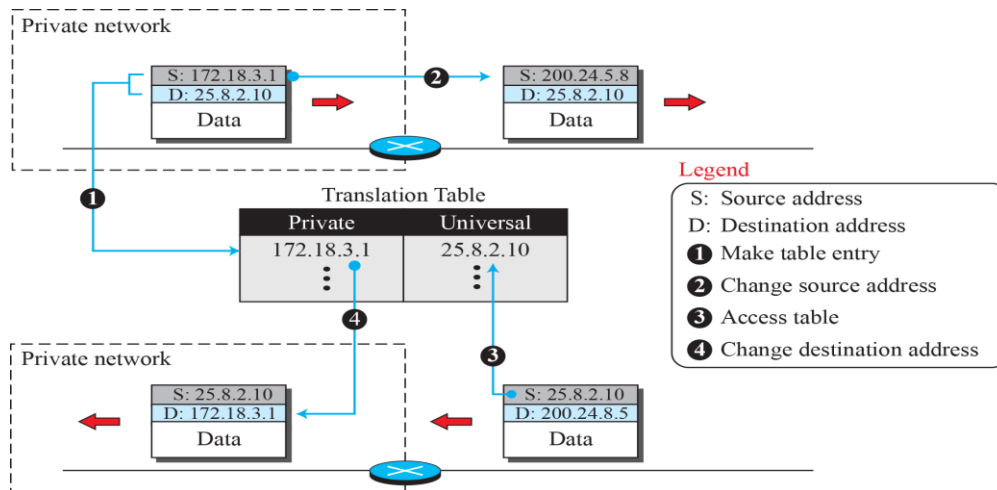 Private network
S: 172.18.3.1
D: 25.8.2.10
Data
2
S: 200.24.5.8
D: 25.8.2.10
Data
Legend
S: Source address
D: Destination address
1 Make table entry
2 Change source address
3 Access table
4 Change destination address
1
Translation Table
Private Universal
172.18.3.1 25.8.2.10
4
3
Private network
S: 25.8.2.10
D: 172.18.3.1
Data
S: 25.8.2.10
D: 200.24.8.5
Data